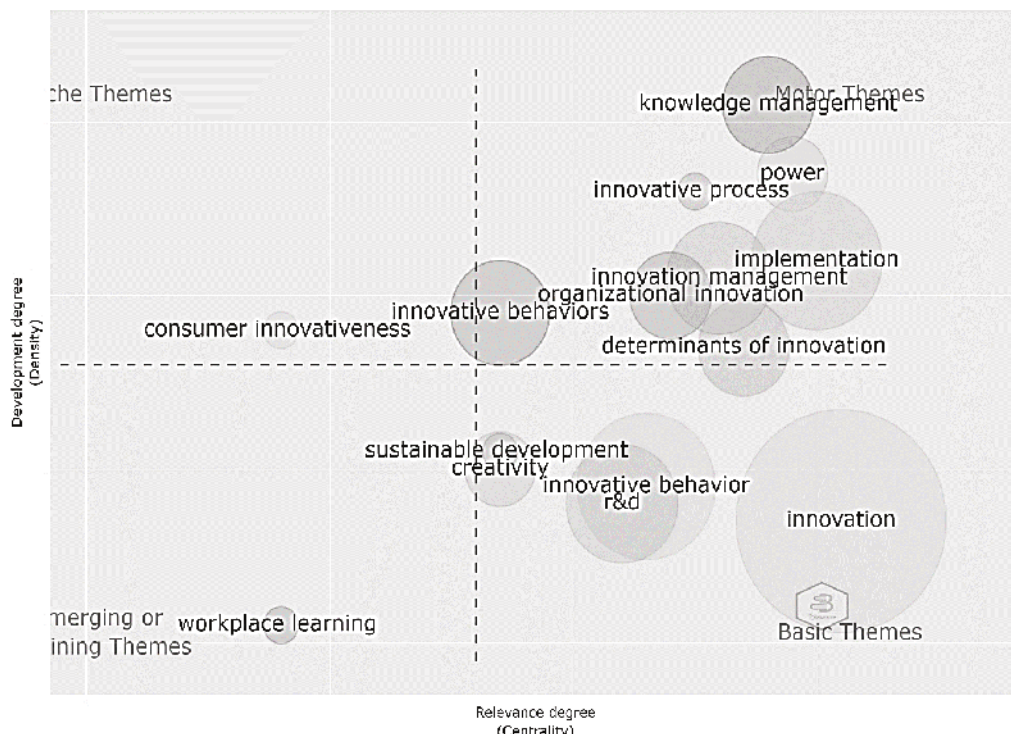 che Themes
Motor Themes
knowledge management
power
innovative process
implementation
innovation management
organizational innovation
innovative behaviors
consumer innovativeness
determinants of innovation
sustainable development
creativity
innovative behavior
r&d
innovation
merging or
workplace learning
ining Themes
Basic Themes
Development degree
(Density)
Relevance degree
(Centrality)